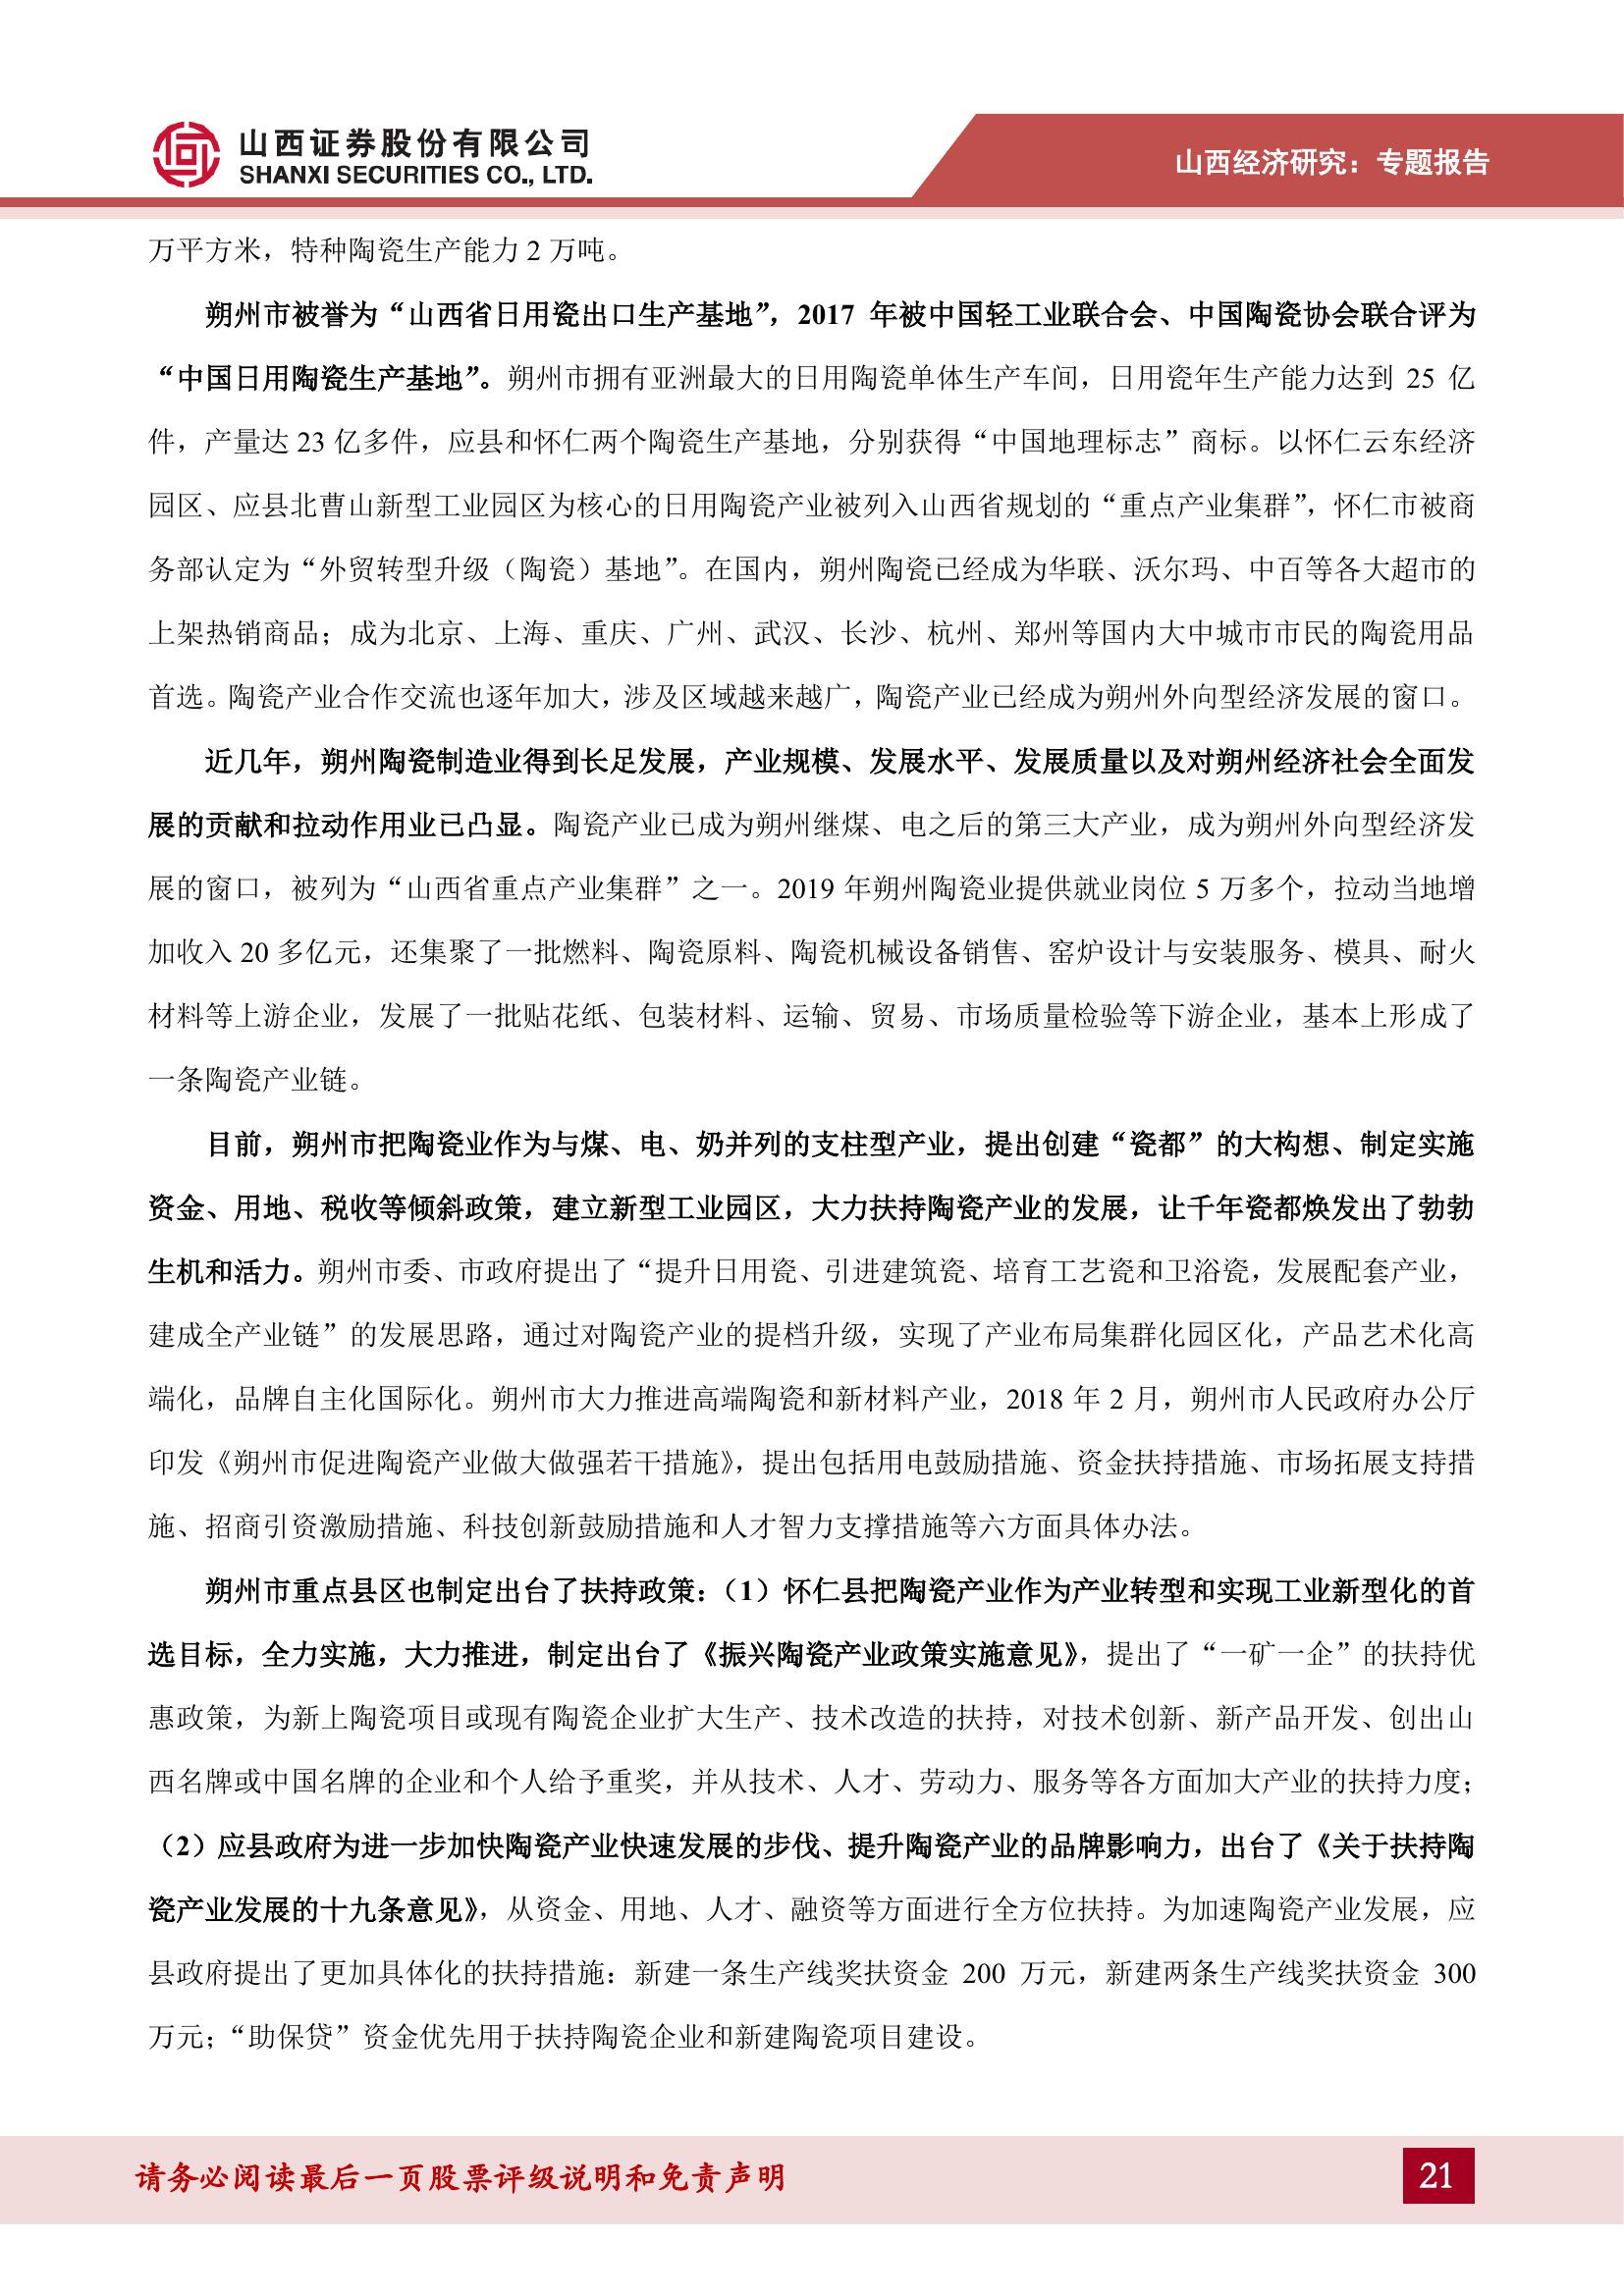 山西证券股份有限公司
SHANXI SECURITIES CO., LTD.
山西经济研究：专题报告
万平方米，特种陶瓷生产能力 2 万吨。
朔州市被誉为“山西省日用瓷出口生产基地”，2017 年被中国轻工业联合会、中国陶瓷协会联合评为
“中国日用陶瓷生产基地”。朔州市拥有亚洲最大的日用陶瓷单体生产车间，日用瓷年生产能力达到 25 亿
件，产量达 23 亿多件，应县和怀仁两个陶瓷生产基地，分别获得“中国地理标志”商标。以怀仁云东经济
园区、应县北曹山新型工业园区为核心的日用陶瓷产业被列入山西省规划的“重点产业集群”，怀仁市被商
务部认定为“外贸转型升级（陶瓷）基地”。在国内，朔州陶瓷已经成为华联、沃尔玛、中百等各大超市的
上架热销商品；成为北京、上海、重庆、广州、武汉、长沙、杭州、郑州等国内大中城市市民的陶瓷用品
首选。陶瓷产业合作交流也逐年加大，涉及区域越来越广，陶瓷产业已经成为朔州外向型经济发展的窗口。
近几年，朔州陶瓷制造业得到长足发展，产业规模、发展水平、发展质量以及对朔州经济社会全面发
展的贡献和拉动作用业已凸显。陶瓷产业已成为朔州继煤、电之后的第三大产业，成为朔州外向型经济发
展的窗口，被列为“山西省重点产业集群”之一。2019 年朔州陶瓷业提供就业岗位 5 万多个，拉动当地增
加收入 20 多亿元，还集聚了一批燃料、陶瓷原料、陶瓷机械设备销售、窑炉设计与安装服务、模具、耐火
材料等上游企业，发展了一批贴花纸、包装材料、运输、贸易、市场质量检验等下游企业，基本上形成了
一条陶瓷产业链。
目前，朔州市把陶瓷业作为与煤、电、奶并列的支柱型产业，提出创建“瓷都”的大构想、制定实施
资金、用地、税收等倾斜政策，建立新型工业园区，大力扶持陶瓷产业的发展，让千年瓷都焕发出了勃勃
生机和活力。朔州市委、市政府提出了“提升日用瓷、引进建筑瓷、培育工艺瓷和卫浴瓷，发展配套产业，
建成全产业链”的发展思路，通过对陶瓷产业的提档升级，实现了产业布局集群化园区化，产品艺术化高
端化，品牌自主化国际化。朔州市大力推进高端陶瓷和新材料产业，2018 年 2 月，朔州市人民政府办公厅
印发《朔州市促进陶瓷产业做大做强若干措施》，提出包括用电鼓励措施、资金扶持措施、市场拓展支持措
施、招商引资激励措施、科技创新鼓励措施和人才智力支撑措施等六方面具体办法。
朔州市重点县区也制定出台了扶持政策：（1）怀仁县把陶瓷产业作为产业转型和实现工业新型化的首
选目标，全力实施，大力推进，制定出台了《振兴陶瓷产业政策实施意见》，提出了“一矿一企”的扶持优
惠政策，为新上陶瓷项目或现有陶瓷企业扩大生产、技术改造的扶持，对技术创新、新产品开发、创出山
西名牌或中国名牌的企业和个人给予重奖，并从技术、人才、劳动力、服务等各方面加大产业的扶持力度；
（2）应县政府为进一步加快陶瓷产业快速发展的步伐、提升陶瓷产业的品牌影响力，出台了《关于扶持陶
瓷产业发展的十九条意见》，从资金、用地、人才、融资等方面进行全方位扶持。为加速陶瓷产业发展，应
县政府提出了更加具体化的扶持措施：新建一条生产线奖扶资金 200 万元，新建两条生产线奖扶资金 300
万元；“助保贷”资金优先用于扶持陶瓷企业和新建陶瓷项目建设。
请务必阅读最后一页股票评级说明和免责声明
21